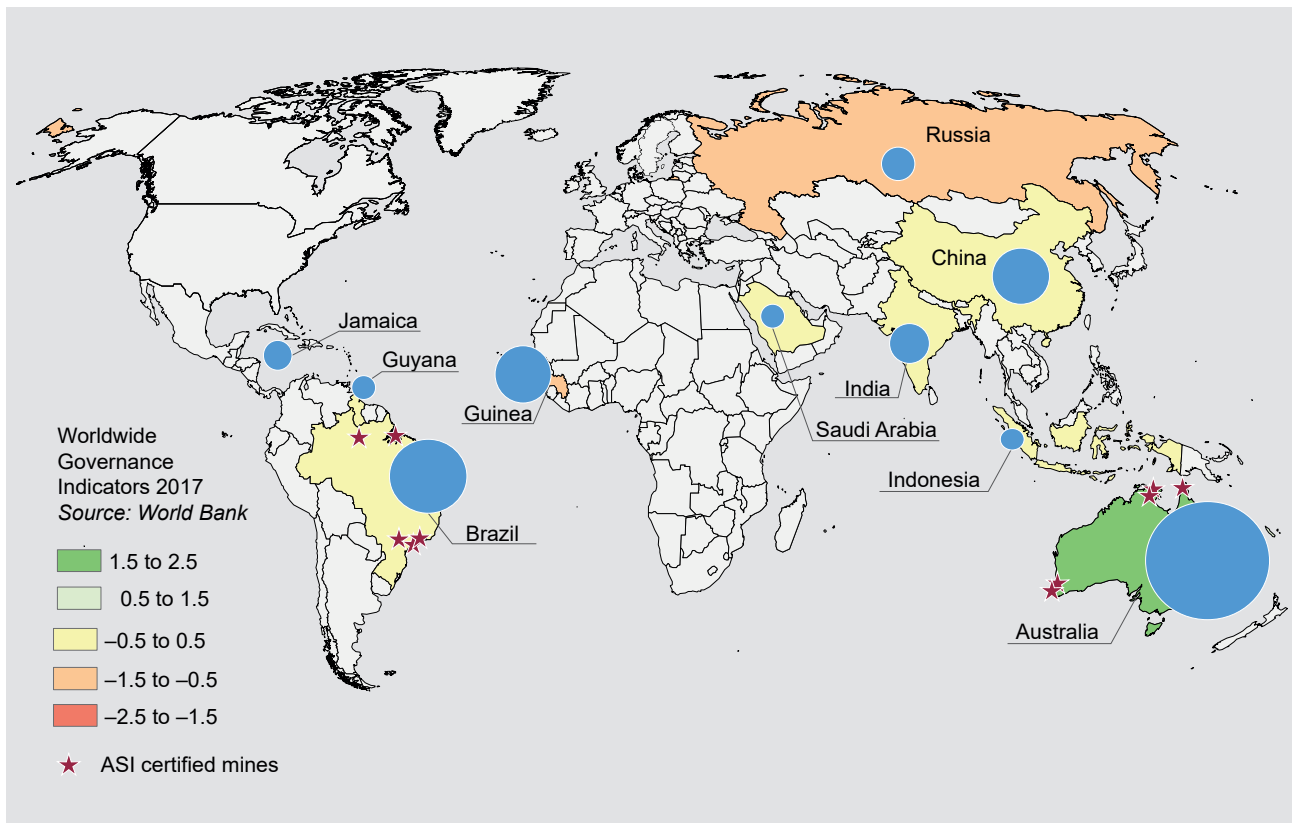 Russia
China
Jamaica
Guyana
Guinea
India
Saudi Arabia
Indonesia
Brazil
Australia
Worldwide
Governance
Indicators 2017
Source: World Bank
1.5 to 2.5
0.5 to 1.5
–0.5 to 0.5
–1.5 to –0.5
–2.5 to –1.5
ASI certified mines